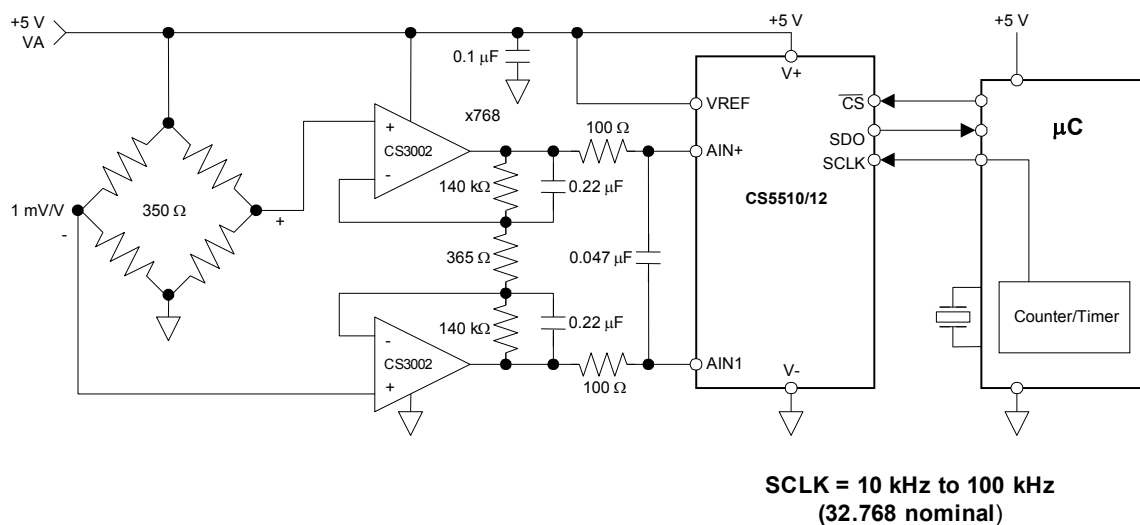 +5 V
VA
+5 V
+5 V
0.1 µF
V+
VREF
CS
SDO
SCLK
µC
x768
+
CS3002
-
100 Ω
AIN+
140 kΩ
0.22 µF
CS5510/12
1 mV/V
-
350 Ω
+
365 Ω
0.047 µF
Counter/Timer
140 kΩ
0.22 µF
-
CS3002
+
100 Ω
AIN1
V-
SCLK = 10 kHz to 100 kHz
(32.768 nominal)